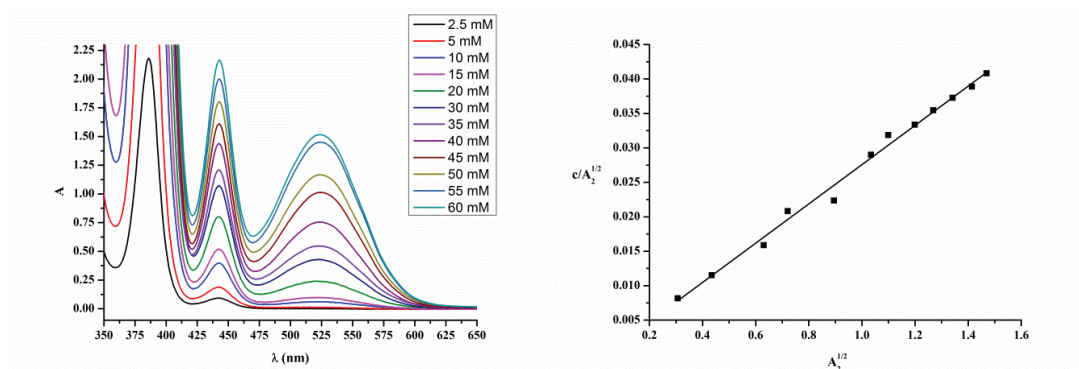 2.5 mM
5 mM
10 mM
15 mM
20 mM
30 mM
35 mM
40 mM
45 mM
50 mM
55 mM
60 mM
2.25
2.00
1.75
1.50
1.25
1.00
0.75
0.50
0.25
0.00
A
350 375 400 425 450 475 500 525 550 575 600 625 650
λ (nm)
0.045
0.040
0.035
0.030
0.025
0.020
0.015
0.010
0.005
c/A₂^1/2
0.2 0.4 0.6 0.8 1.0 1.2 1.4 1.6
A₂^1/2